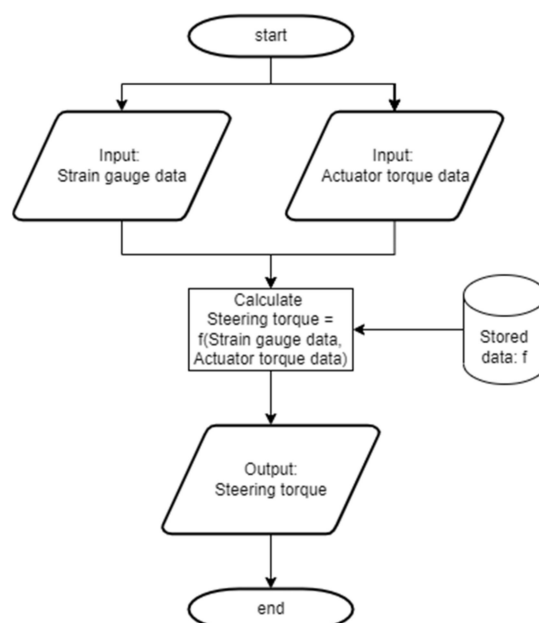 start
Input:
Strain gauge data
Input:
Actuator torque data
Calculate
Steering torque =
f(Strain gauge data,
Actuator torque data)
Stored
data: f
Output:
Steering torque
end